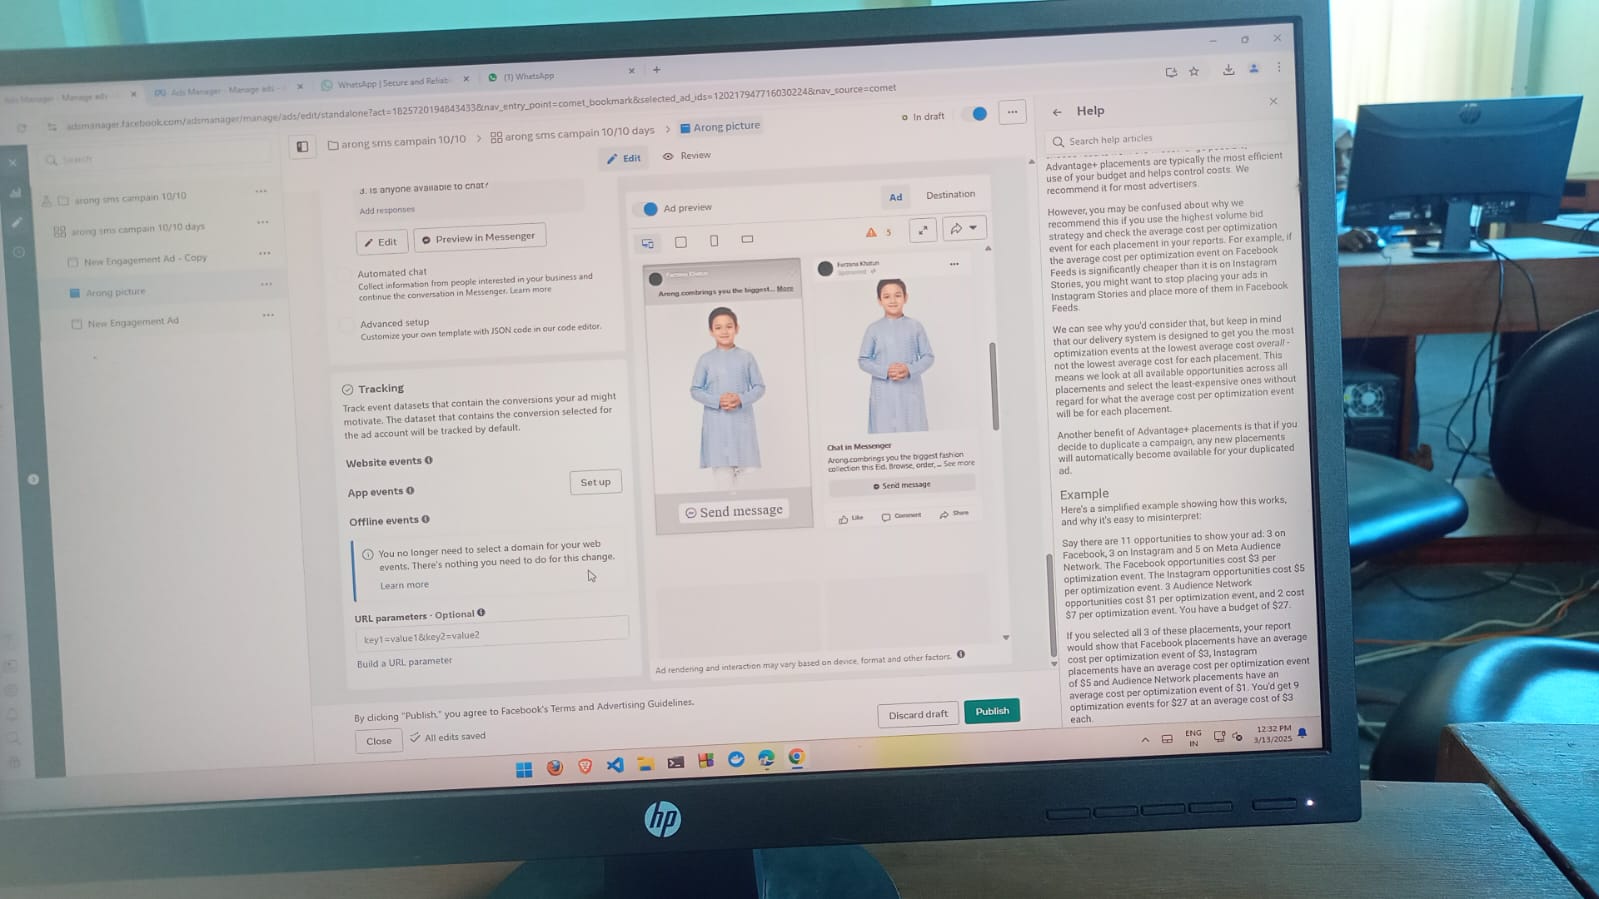 Ads Manager - Manage ads
Ads Manager - Manage ads -
WhatsApp | Secure and Reliab
(1) WhatsApp
adsmanager.facebook.com/adsmanager/manage/ads/edit/standalone?act=1825720194843433&nav_entry_point=comet_bookmark&selected_ad_ids=120217947716030224&nav_source=comet
Search
arong sms campain 10/10
arong sms campain 10/10 days
New Engagement Ad - Copy
Arong picture
New Engagement Ad
arong sms campain 10/10
arong sms campain 10/10 days
Arong picture
In draft
Edit
Review
3. Is anyone available to chat?
Add responses
Edit
Preview in Messenger
Automated chat
Collect information from people interested in your business and
continue the conversation in Messenger. Learn more
Advanced setup
Customize your own template with JSON code in our code editor.
Tracking
Track event datasets that contain the conversions your ad might
motivate. The dataset that contains the conversion selected for
the ad account will be tracked by default.
Website events
App events
Set up
Offline events
You no longer need to select a domain for your web
events. There's nothing you need to do for this change.
Learn more
URL parameters · Optional
key1=value1&key2=value2
Build a URL parameter
Ad preview
Ad
Destination
5
Farzana Khatun
Arong.combrings you the biggest... More
Send message
Farzana Khatun
Sponsored
Chat in Messenger
Arong.combrings you the biggest fashion
collection this Eid. Browse, order, ... See more
Send message
Like
Comment
Share
Ad rendering and interaction may vary based on device, format and other factors.
By clicking "Publish," you agree to Facebook's Terms and Advertising Guidelines.
Close
All edits saved
Discard draft
Publish
Help
Search help articles
Advantage+ placements are typically the most efficient
use of your budget and helps control costs. We
recommend it for most advertisers.
However, you may be confused about why we
recommend this if you use the highest volume bid
strategy and check the average cost per optimization
event for each placement in your reports. For example, if
the average cost per optimization event on Facebook
Feeds is significantly cheaper than it is on Instagram
Stories, you might want to stop placing your ads in
Instagram Stories and place more of them in Facebook
Feeds.
We can see why you'd consider that, but keep in mind
that our delivery system is designed to get you the most
optimization events at the lowest average cost overall -
not the lowest average cost for each placement. This
means we look at all available opportunities across all
placements and select the least-expensive ones without
regard for what the average cost per optimization event
will be for each placement.
Another benefit of Advantage+ placements is that if you
decide to duplicate a campaign, any new placements
will automatically become available for your duplicated
ad.
Example
Here's a simplified example showing how this works,
and why it's easy to misinterpret:
Say there are 11 opportunities to show your ad: 3 on
Facebook, 3 on Instagram and 5 on Meta Audience
Network. The Facebook opportunities cost $3 per
optimization event. The Instagram opportunities cost $5
per optimization event. 3 Audience Network
opportunities cost $1 per optimization event, and 2 cost
$7 per optimization event. You have a budget of $27.
If you selected all 3 of these placements, your report
would show that Facebook placements have an average
cost per optimization event of $3, Instagram
placements have an average cost per optimization event
of $5 and Audience Network placements have an
average cost per optimization event of $1. You'd get 9
optimization events for $27 at an average cost of $3
each.
ENG
IN
12:32 PM
3/13/2025
hp